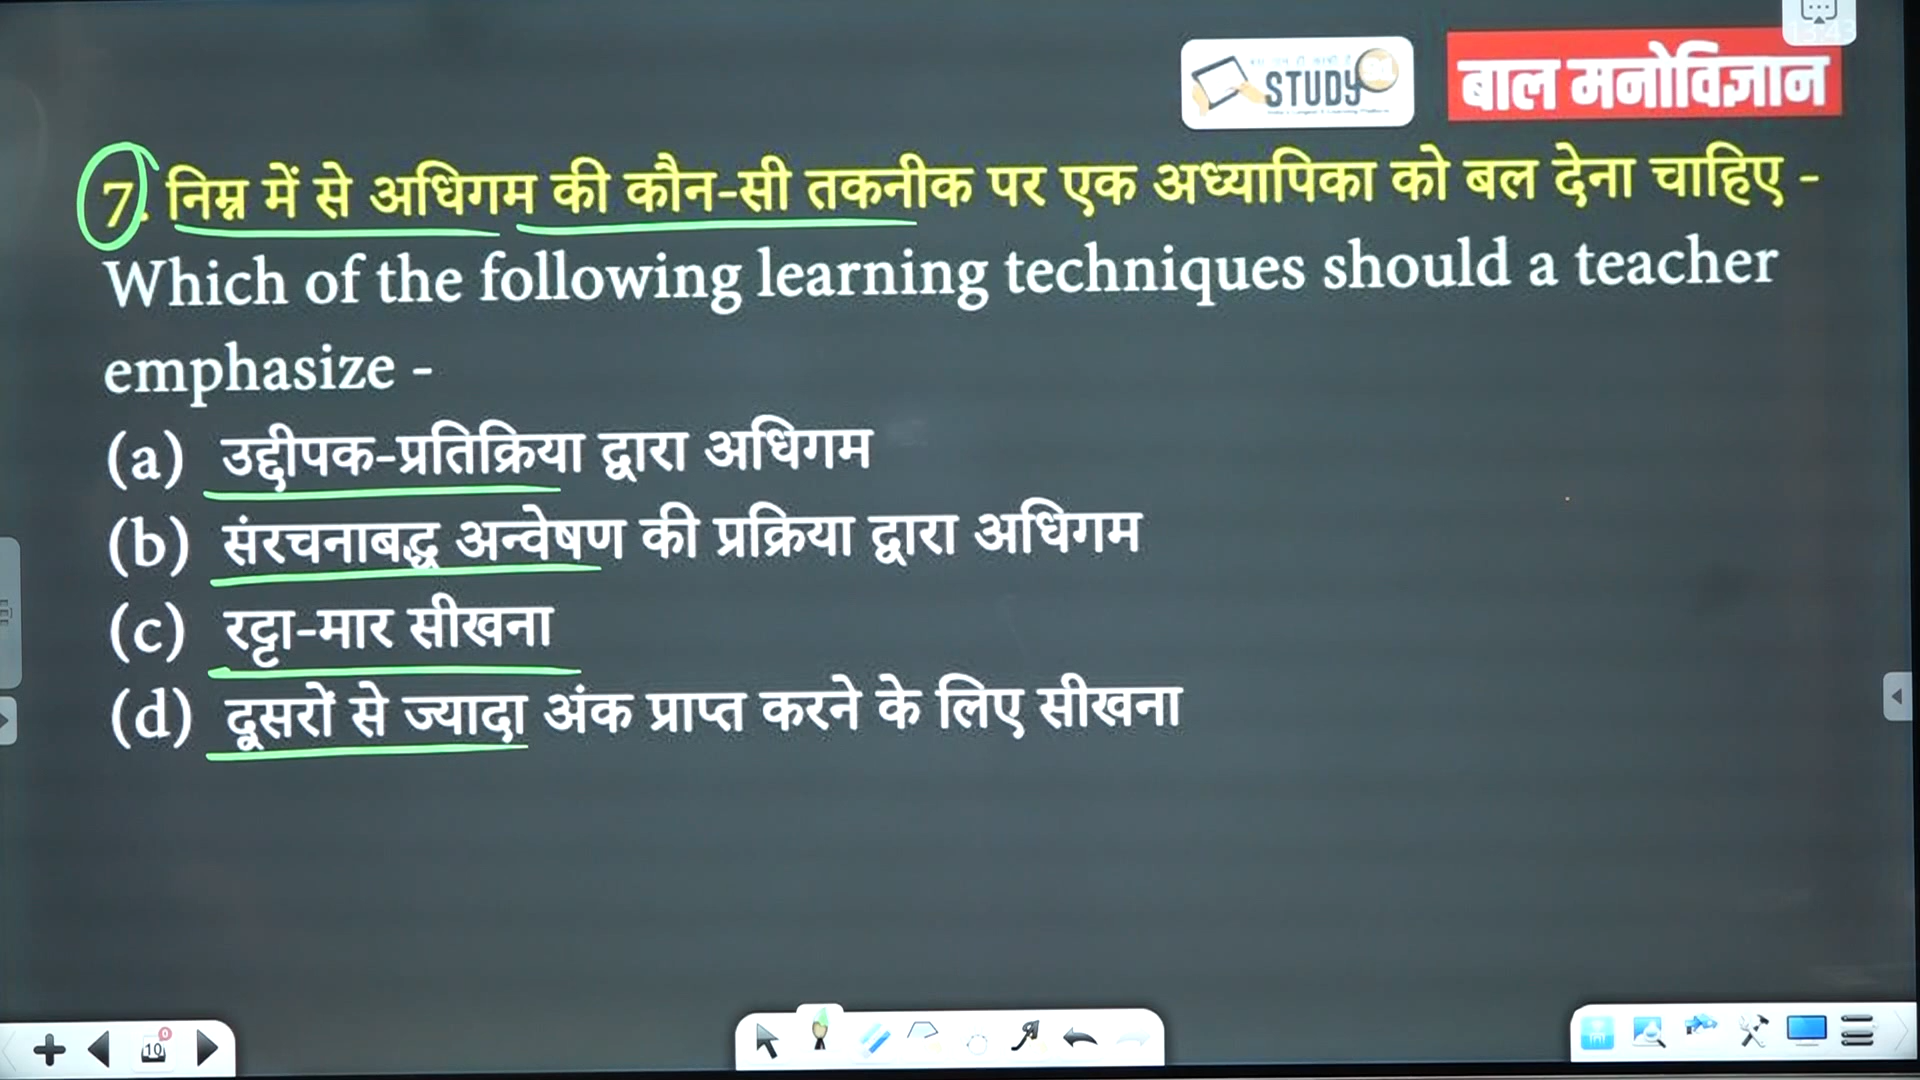 STUDY
बाल मनोविज्ञान
7. निम्न में से अधिगम की कौन-सी तकनीक पर एक अध्यापिका को बल देना चाहिए -
Which of the following learning techniques should a teacher
emphasize -
(a) उद्दीपक-प्रतिक्रिया द्वारा अधिगम
(b) संरचनाबद्ध अन्वेषण की प्रक्रिया द्वारा अधिगम
(c) रट्टा-मार सीखना
(d) दूसरों से ज्यादा अंक प्राप्त करने के लिए सीखना
10